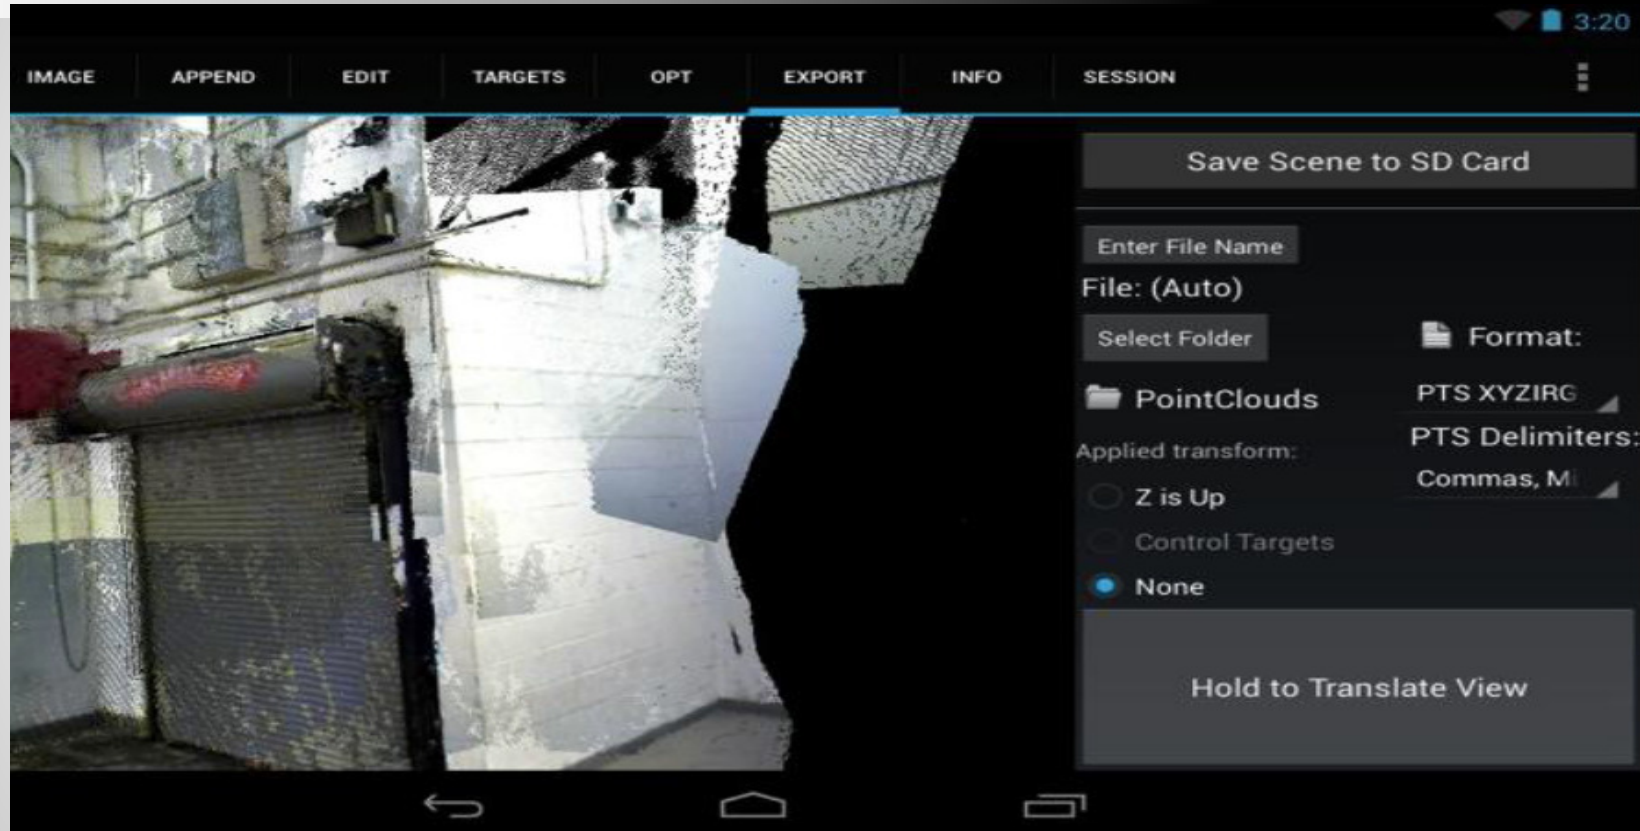 3:20
IMAGE APPEND EDIT TARGETS OPT EXPORT INFO SESSION
Save Scene to SD Card
Enter File Name
File: (Auto)
Select Folder
Format:
PointClouds
PTS XYZIRG
Applied transform:
PTS Delimiters:
Z is Up
Commas, M
Control Targets
None
Hold to Translate View